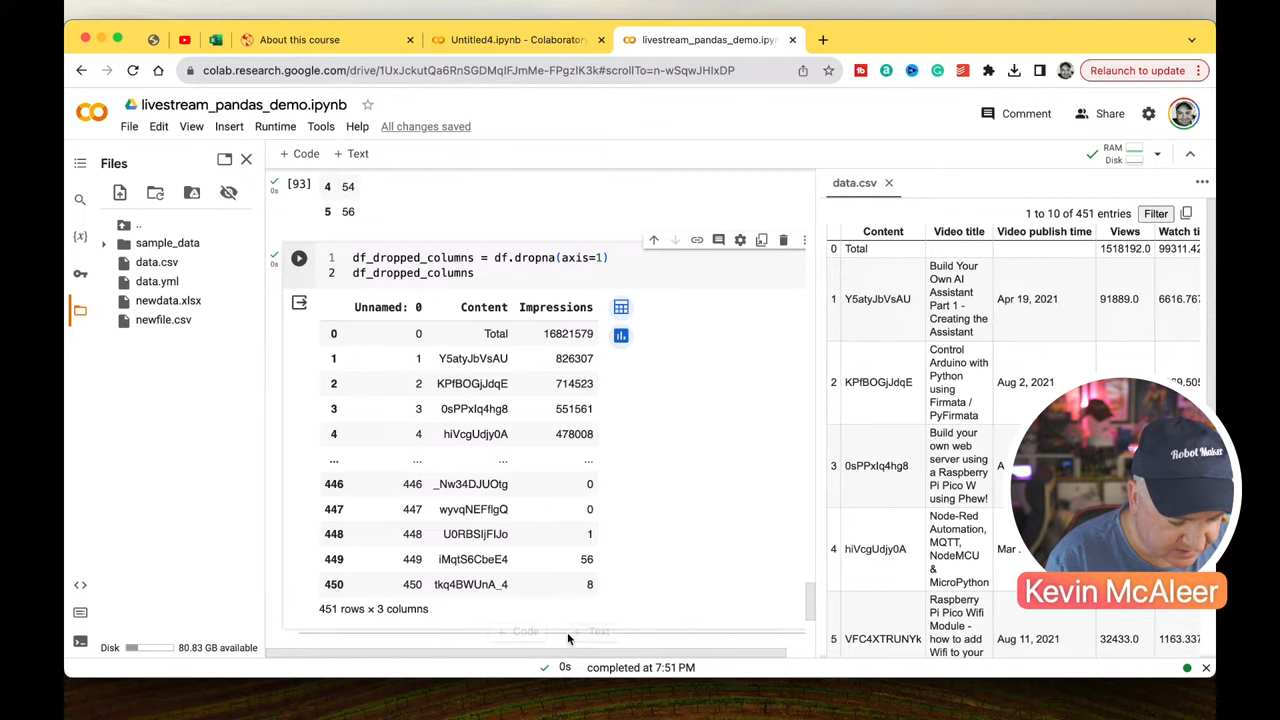 About this course
Untitled4.ipynb - Colaboratory
livestream_pandas_demo.ipyn
colab.research.google.com/drive/1UxJckutQa6RnSGDMqIFJmMe-FPgzlK3k#scrollTo=n-wSqwJHIxDP
Relaunch to update
livestream_pandas_demo.ipynb
File Edit View Insert Runtime Tools Help All changes saved
Comment
Share
Files
+ Code + Text
RAM
Disk
..
sample_data
data.csv
data.yml
newdata.xlsx
newfile.csv
Disk 80.83 GB available
[93]
0s
4 54
5 56
0s
1 df_dropped_columns = df.dropna(axis=1)
2 df_dropped_columns
Unnamed: 0 Content Impressions
0 0 Total 16821579
1 1 Y5atyJbVsAU 826307
2 2 KPfBOGjJdqE 714523
3 3 0sPPxIq4hg8 551561
4 4 hiVcgUdjy0A 478008
... ... ... ...
446 446 _Nw34DJUOtg 0
447 447 wyvqNEFflgQ 0
448 448 U0RBSIjFIJo 1
449 449 iMqtS6CbeE4 56
450 450 tkq4BWUnA_4 8
451 rows × 3 columns
+ Code + Text
0s completed at 7:51 PM
data.csv
1 to 10 of 451 entries Filter
Content Video title Video publish time Views Watch ti
0 Total 1518192.0 99311.42
1 Y5atyJbVsAU Build Your Own AI Assistant Part 1 - Creating the Assistant Apr 19, 2021 91889.0 6616.767
2 KPfBOGjJdqE Control Arduino with Python using Firmata / PyFirmata Aug 2, 2021
3 0sPPxIq4hg8 Build your own web server using a Raspberry Pi Pico W using Phew!
4 hiVcgUdjy0A Node-Red Automation, MQTT, NodeMCU & MicroPython Mar
5 VFC4XTRUNYk Raspberry Pi Pico Wifi Module - how to add Wifi to your Aug 11, 2021 32433.0 1163.337
Robot Maker
Kevin McAleer